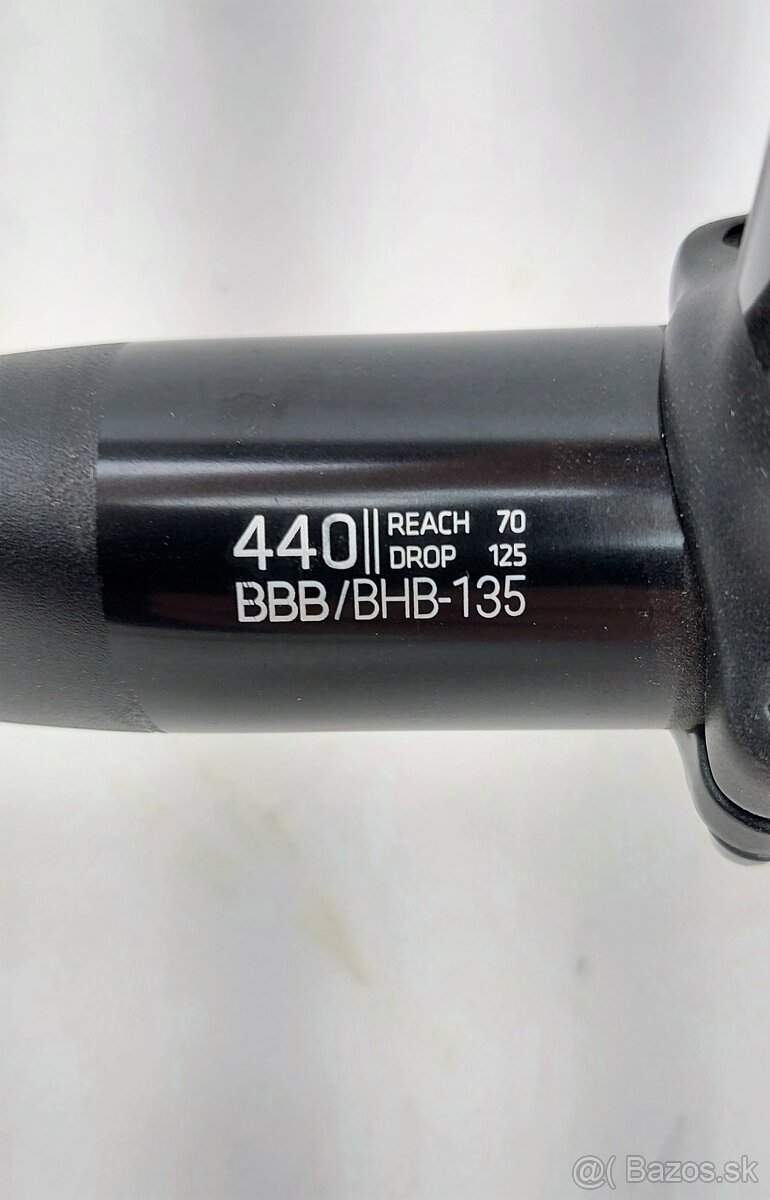 440 || REACH 70
DROP 125
BBB/BHB-135
@( Bazos.sk